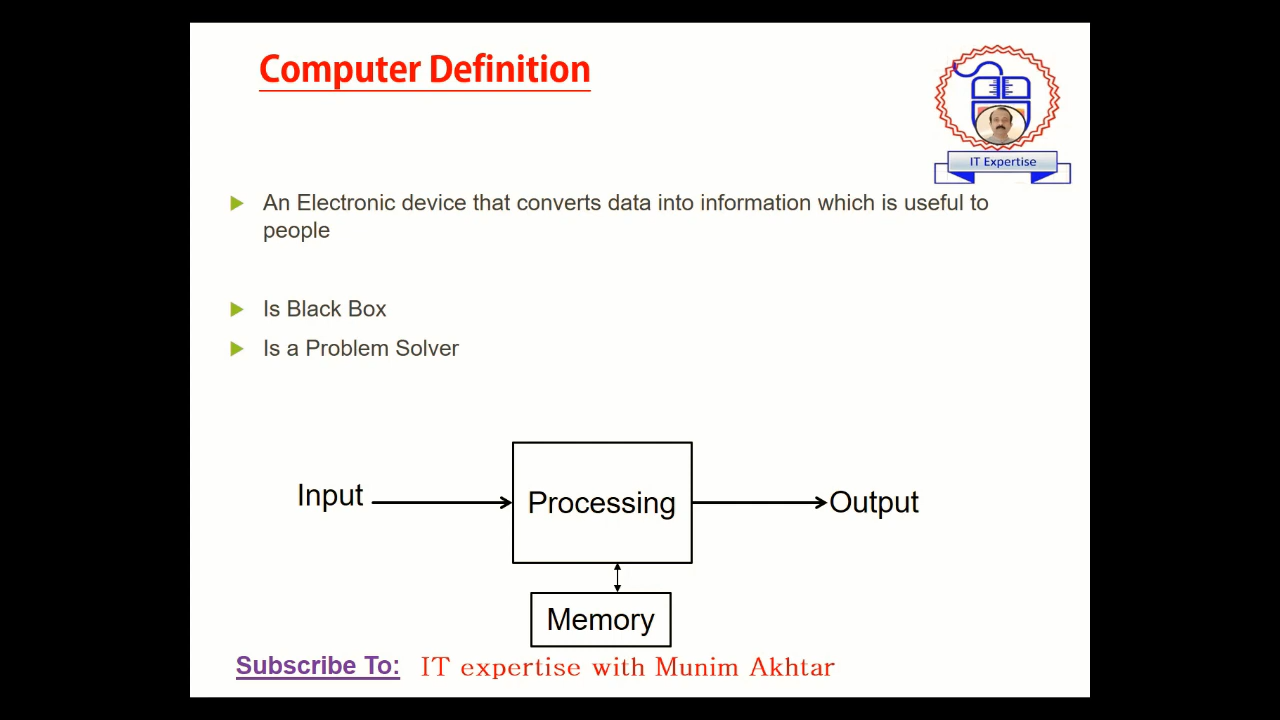 Computer Definition
IT Expertise
An Electronic device that converts data into information which is useful to
people
Is Black Box
Is a Problem Solver
Input
Processing
Output
Memory
Subscribe To: IT expertise with Munim Akhtar